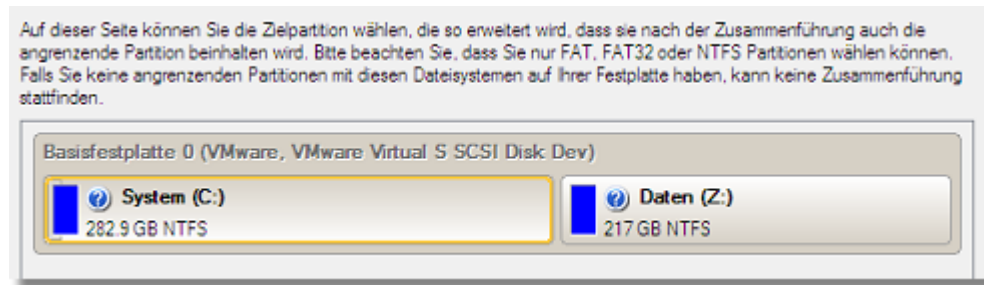 Auf dieser Seite können Sie die Zielpartition wählen, die so erweitert wird, dass sie nach der Zusammenführung auch die
angrenzende Partition beinhalten wird. Bitte beachten Sie, dass Sie nur FAT, FAT32 oder NTFS Partitionen wählen können.
Falls Sie keine angrenzenden Partitionen mit diesen Dateisystemen auf Ihrer Festplatte haben, kann keine Zusammenführung
stattfinden.
Basisfestplatte 0 (VMware, VMware Virtual S SCSI Disk Dev)
System (C:)
282.9 GB NTFS
Daten (Z:)
217 GB NTFS